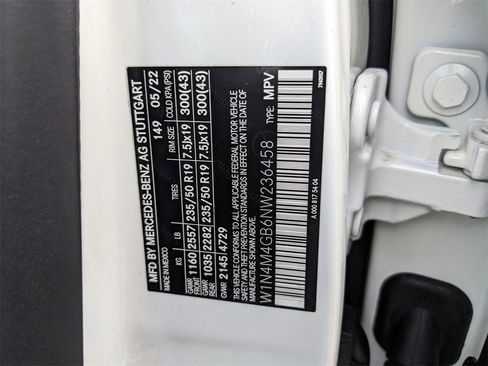 MFD BY MERCEDES-BENZ AG STUTTGART
MADE IN MEXICO 149 05/22
KG LB TIRES RIM SIZE COLD KPA (PSI)
GAWR FRONT 1160 2557 235/50 R19 7.5Jx19 300(43)
GAWR REAR 1035 2282 235/50 R19 7.5Jx19 300(43)
GVWR 2145 4729
THIS VEHICLE CONFORMS TO ALL APPLICABLE FEDERAL MOTOR VEHICLE
SAFETY, BUMPER, AND THEFT PREVENTION STANDARDS IN EFFECT ON THE
DATE OF MANUFACTURE SHOWN ABOVE.
W1N4M4GB6NW236458 TYPE: MPV
A 000 817 54 04